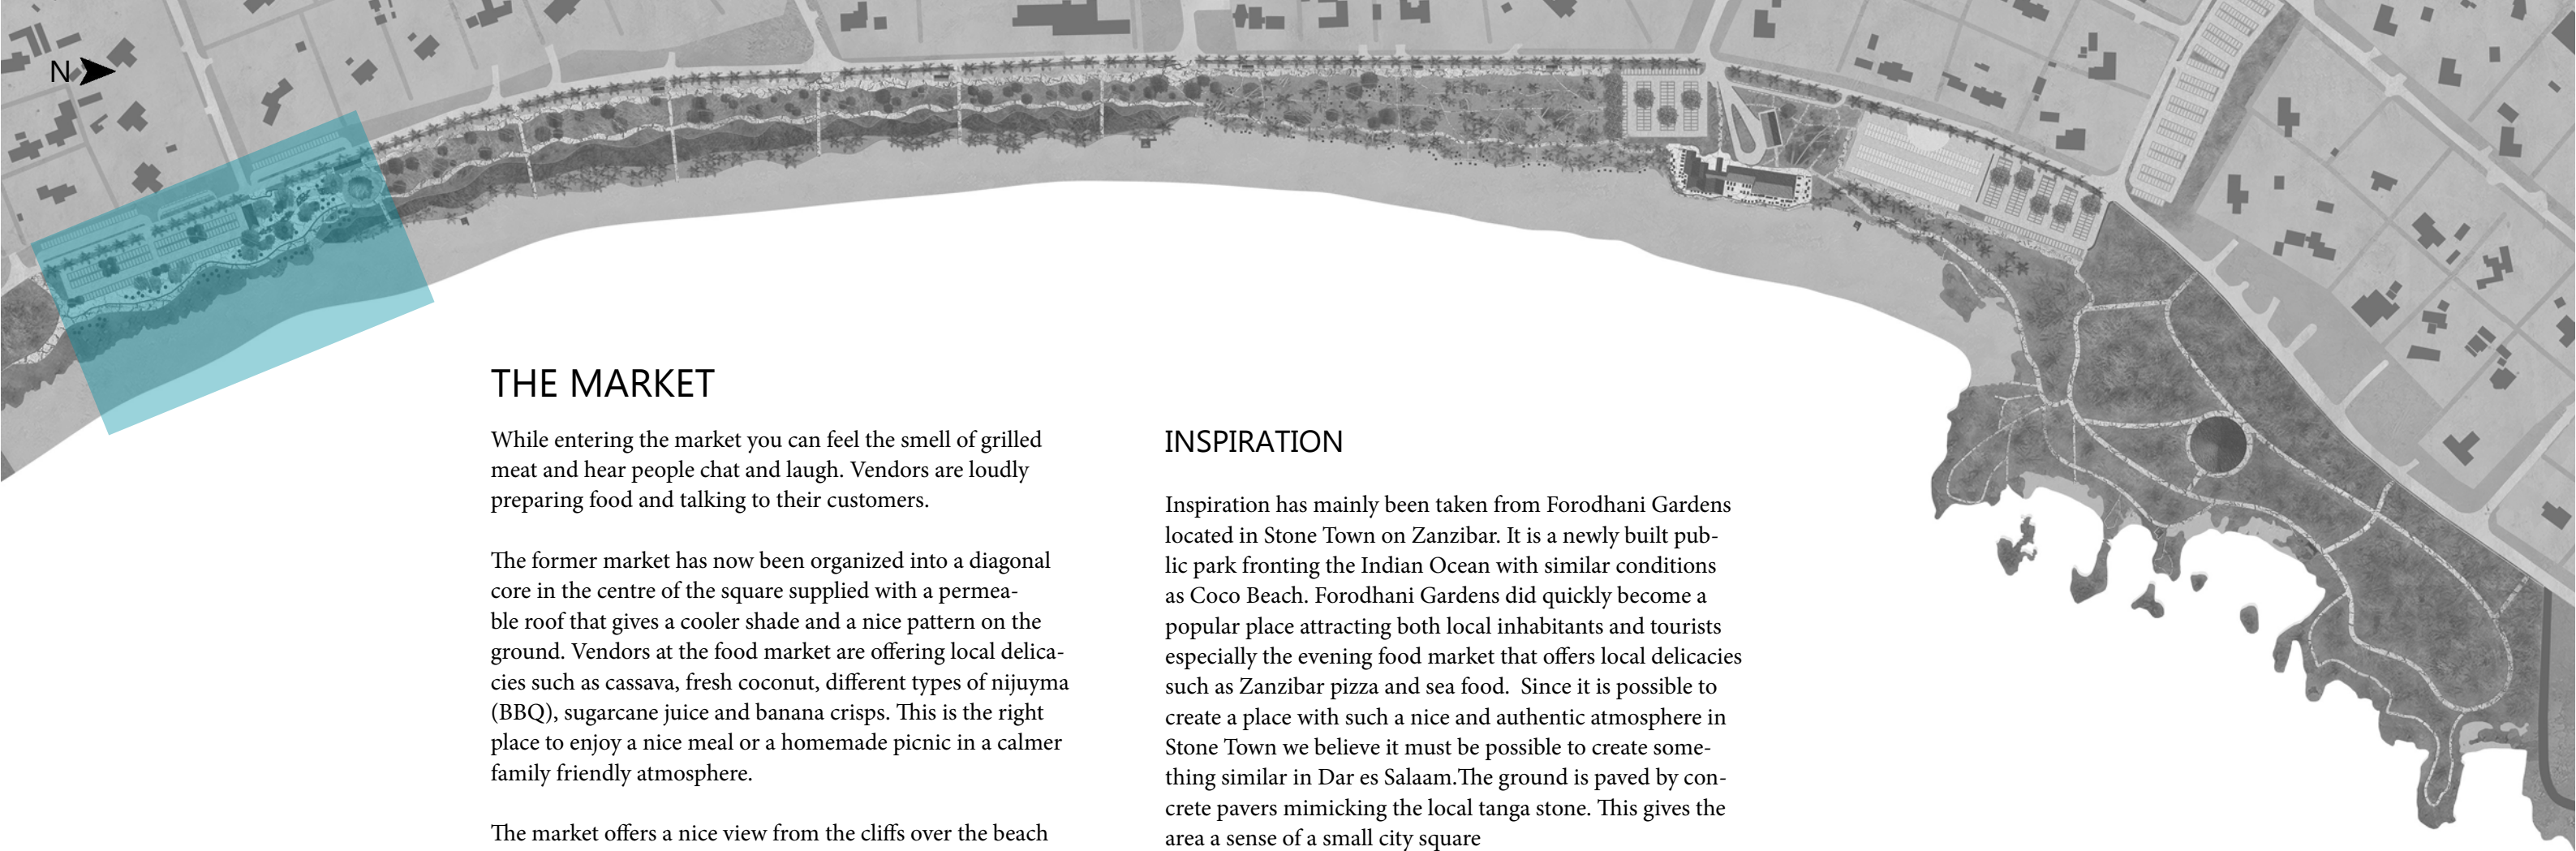 N
THE MARKET
While entering the market you can feel the smell of grilled
meat and hear people chat and laugh. Vendors are loudly
preparing food and talking to their customers.
The former market has now been organized into a diagonal
core in the centre of the square supplied with a permea-
ble roof that gives a cooler shade and a nice pattern on the
ground. Vendors at the food market are offering local delica-
cies such as cassava, fresh coconut, different types of nijuyma
(BBQ), sugarcane juice and banana crisps. This is the right
place to enjoy a nice meal or a homemade picnic in a calmer
family friendly atmosphere.
The market offers a nice view from the cliffs over the beach
INSPIRATION
Inspiration has mainly been taken from Forodhani Gardens
located in Stone Town on Zanzibar. It is a newly built pub-
lic park fronting the Indian Ocean with similar conditions
as Coco Beach. Forodhani Gardens did quickly become a
popular place attracting both local inhabitants and tourists
especially the evening food market that offers local delicacies
such as Zanzibar pizza and sea food.  Since it is possible to
create a place with such a nice and authentic atmosphere in
Stone Town we believe it must be possible to create some-
thing similar in Dar es Salaam.The ground is paved by con-
crete pavers mimicking the local tanga stone. This gives the
area a sense of a small city square